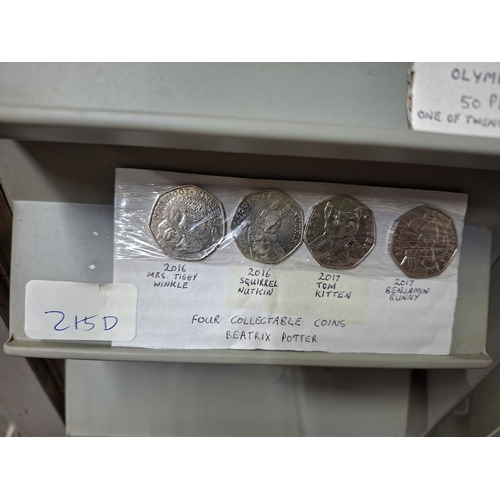 OLYM
50 P
ONE OF TWEN
2016
MRS. TIGGY
WINKLE
2016
SQUIRREL
NUTKIN
2017
TOM
KITTEN
2017
BENJAMIN
BUNNY
215D
FOUR COLLECTABLE COINS
BEATRIX POTTER